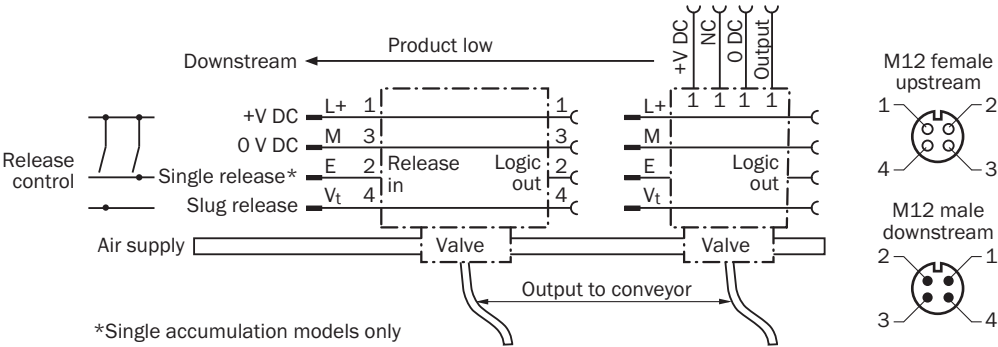 Product low
Downstream
+V DC
NC
0 DC
Output
1 1 1 1
M12 female
upstream
1 2
4 3
M12 male
downstream
2 1
3 4
Release
control
+V DC L+ 1 1
0 V DC M 3 3
Single release* E 2 Release in Logic out 2
Slug release Vt 4 4
L+
M
E Logic out
Vt
Air supply Valve Valve
Output to conveyor
*Single accumulation models only